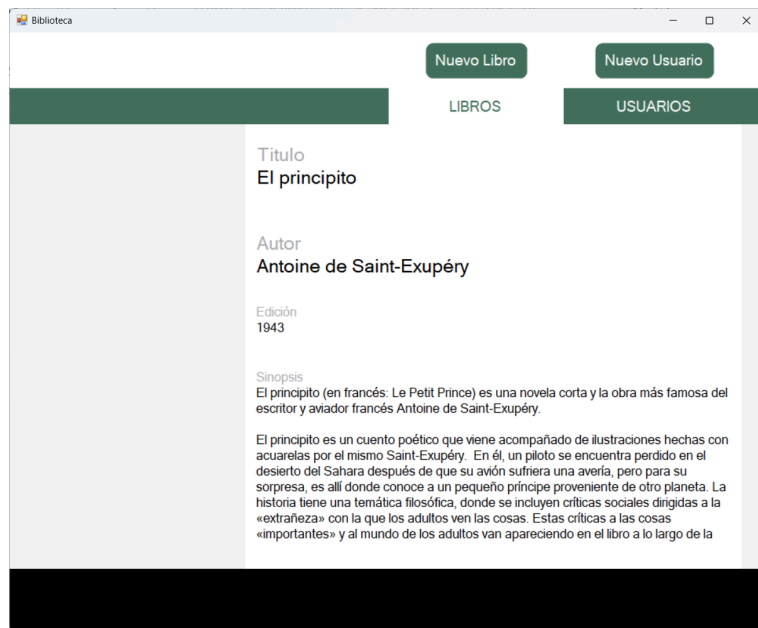 Biblioteca
Nuevo Libro
Nuevo Usuario
LIBROS
USUARIOS
Titulo
El principito
Autor
Antoine de Saint-Exupéry
Edición
1943
Sinopsis
El principito (en francés: Le Petit Prince) es una novela corta y la obra más famosa del
escritor y aviador francés Antoine de Saint-Exupéry.
El principito es un cuento poético que viene acompañado de ilustraciones hechas con
acuarelas por el mismo Saint-Exupéry.  En él, un piloto se encuentra perdido en el
desierto del Sahara después de que su avión sufriera una avería, pero para su
sorpresa, es allí donde conoce a un pequeño príncipe proveniente de otro planeta. La
historia tiene una temática filosófica, donde se incluyen críticas sociales dirigidas a la
«extrañeza» con la que los adultos ven las cosas. Estas críticas a las cosas
«importantes» y al mundo de los adultos van apareciendo en el libro a lo largo de la